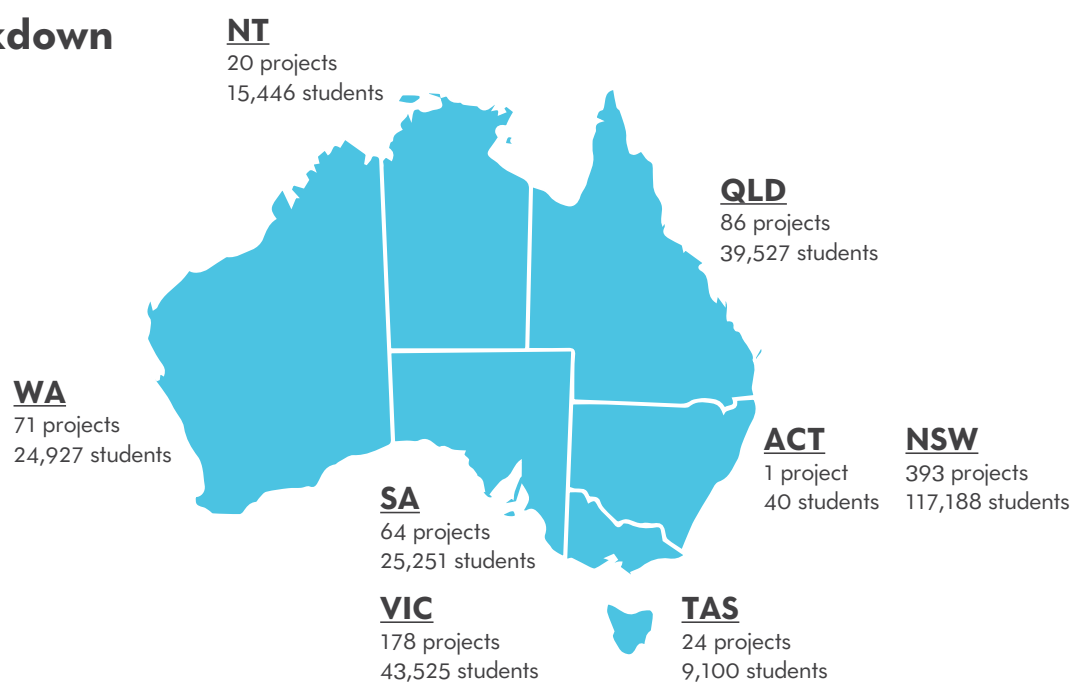 kdown
NT
20 projects
15,446 students
QLD
86 projects
39,527 students
WA
71 projects
24,927 students
ACT
1 project
40 students
NSW
393 projects
117,188 students
SA
64 projects
25,251 students
VIC
178 projects
43,525 students
TAS
24 projects
9,100 students